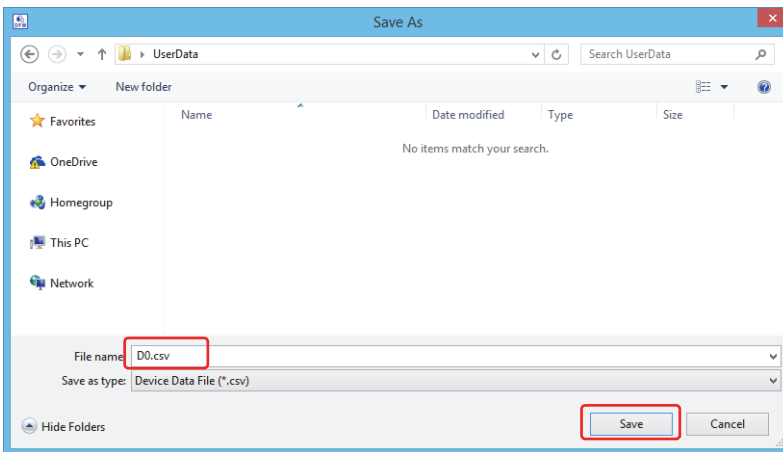 Save As
UserData
Search UserData
Organize
New folder
Name
Date modified
Type
Size
No items match your search.
Favorites
OneDrive
Homegroup
This PC
Network
File name
D0.csv
Save as type:
Device Data File (*.csv)
Hide Folders
Save
Cancel